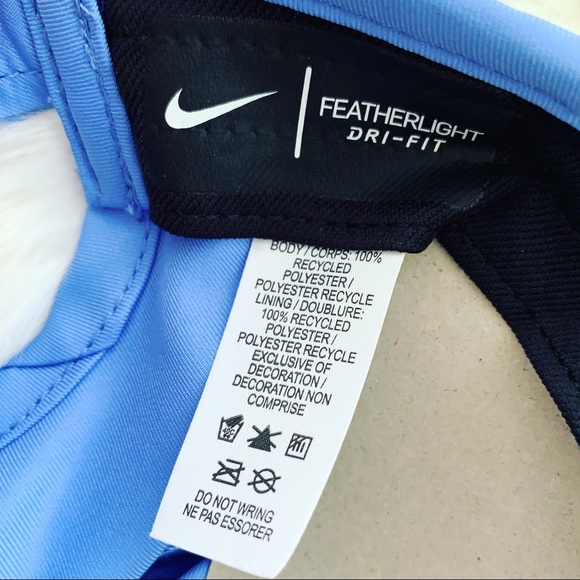 FEATHERLIGHT
DRI-FIT
BODY / CORPS: 100%
RECYCLED
POLYESTER /
POLYESTER RECYCLE
LINING / DOUBLURE:
100% RECYCLED
POLYESTER /
POLYESTER RECYCLE
EXCLUSIVE OF
DECORATION /
DECORATION NON
COMPRISE
40C
DO NOT WRING
NE PAS ESSORER